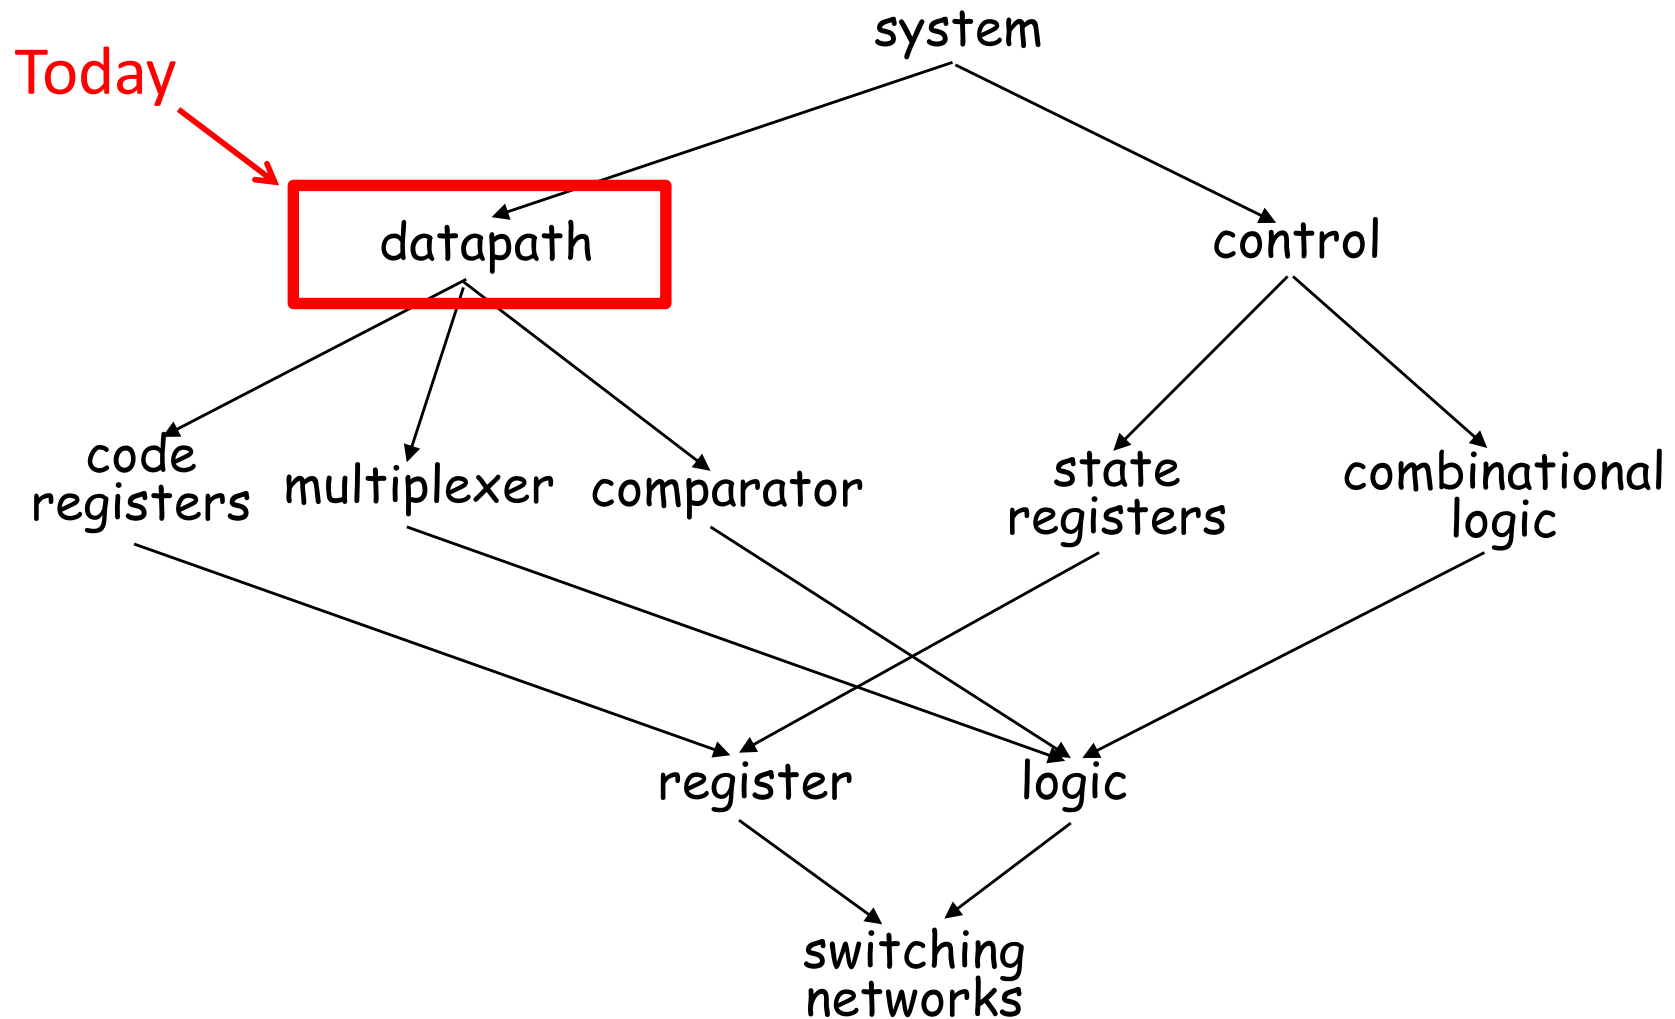 system
Today
datapath
control
code
registers
multiplexer
comparator
state
registers
combinational
logic
register
logic
switching
networks